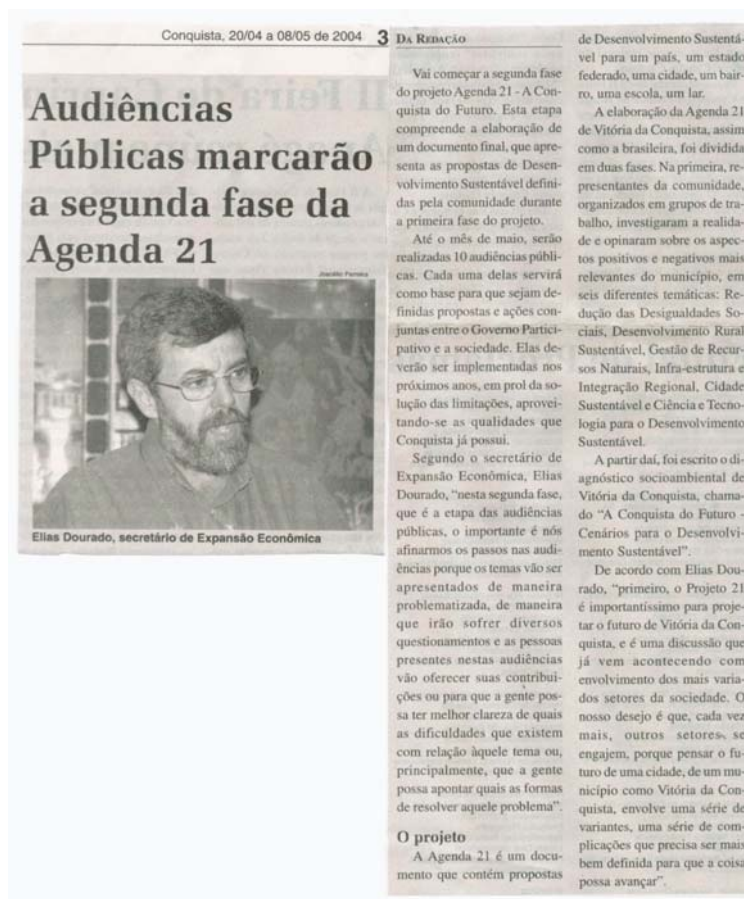 Conquista, 20/04 a 08/05 de 2004 3
Audiências
Públicas marcarão
a segunda fase da
Agenda 21
Elias Dourado, secretário de Expansão Econômica
DA REDAÇÃO
Vai começar a segunda fase
do projeto Agenda 21 - A Con-
quista do Futuro. Esta etapa
compreende a elaboração de
um documento final, que apre-
senta as propostas de Desen-
volvimento Sustentável defini-
das pela comunidade durante
a primeira fase do projeto.
Até o mês de maio, serão
realizadas 10 audiências públi-
cas. Cada uma delas servirá
como base para que sejam de-
finidas propostas e ações con-
juntas entre o Governo Partici-
pativo e a sociedade. Elas de-
verão ser implementadas nos
próximos anos, em prol da so-
lução das limitações, aprovei-
tando-se as qualidades que
Conquista já possui.
Segundo o secretário de
Expansão Econômica, Elias
Dourado, “nesta segunda fase,
que é a etapa das audiências
públicas, o importante é nós
afinarmos os passos nas audi-
ências porque os temas vão ser
apresentados de maneira
problematizada, de maneira
que irão sofrer diversos
questionamentos e as pessoas
presentes nestas audiências
vão oferecer suas contribui-
ções ou para que a gente pos-
sa ter melhor clareza de quais
as dificuldades que existem
com relação àquele tema ou,
principalmente, que a gente
possa apontar quais as formas
de resolver aquele problema”.
O projeto
A Agenda 21 é um docu-
mento que contém propostas
de Desenvolvimento Sustentá-
vel para um país, um estado
federado, uma cidade, um bair-
ro, uma escola, um lar.
A elaboração da Agenda 21
de Vitória da Conquista, assim
como a brasileira, foi dividida
em duas fases. Na primeira, re-
presentantes da comunidade,
organizados em grupos de tra-
balho, investigaram a realida-
de e opinaram sobre os aspec-
tos positivos e negativos mais
relevantes do município, em
seis diferentes temáticas: Re-
dução das Desigualdades So-
ciais, Desenvolvimento Rural
Sustentável, Gestão de Recur-
sos Naturais, Infra-estrutura e
Integração Regional, Cidade
Sustentável e Ciência e Tecno-
logia para o Desenvolvimento
Sustentável.
A partir daí, foi escrito o di-
agnóstico socioambiental de
Vitória da Conquista, chama-
do “A Conquista do Futuro -
Cenários para o Desenvolvi-
mento Sustentável”.
De acordo com Elias Dou-
rado, “primeiro, o Projeto 21
é importantíssimo para proje-
tar o futuro de Vitória da Con-
quista, e é uma discussão que
já vem acontecendo com
envolvimento dos mais varia-
dos setores da sociedade. O
nosso desejo é que, cada vez
mais, outros setores, se
engajem, porque pensar o fu-
turo de uma cidade, de um mu-
nicípio como Vitória da Con-
quista, envolve uma série de
variantes, uma série de com-
plicações que precisa ser mais
bem definida para que a coisa
possa avançar”.